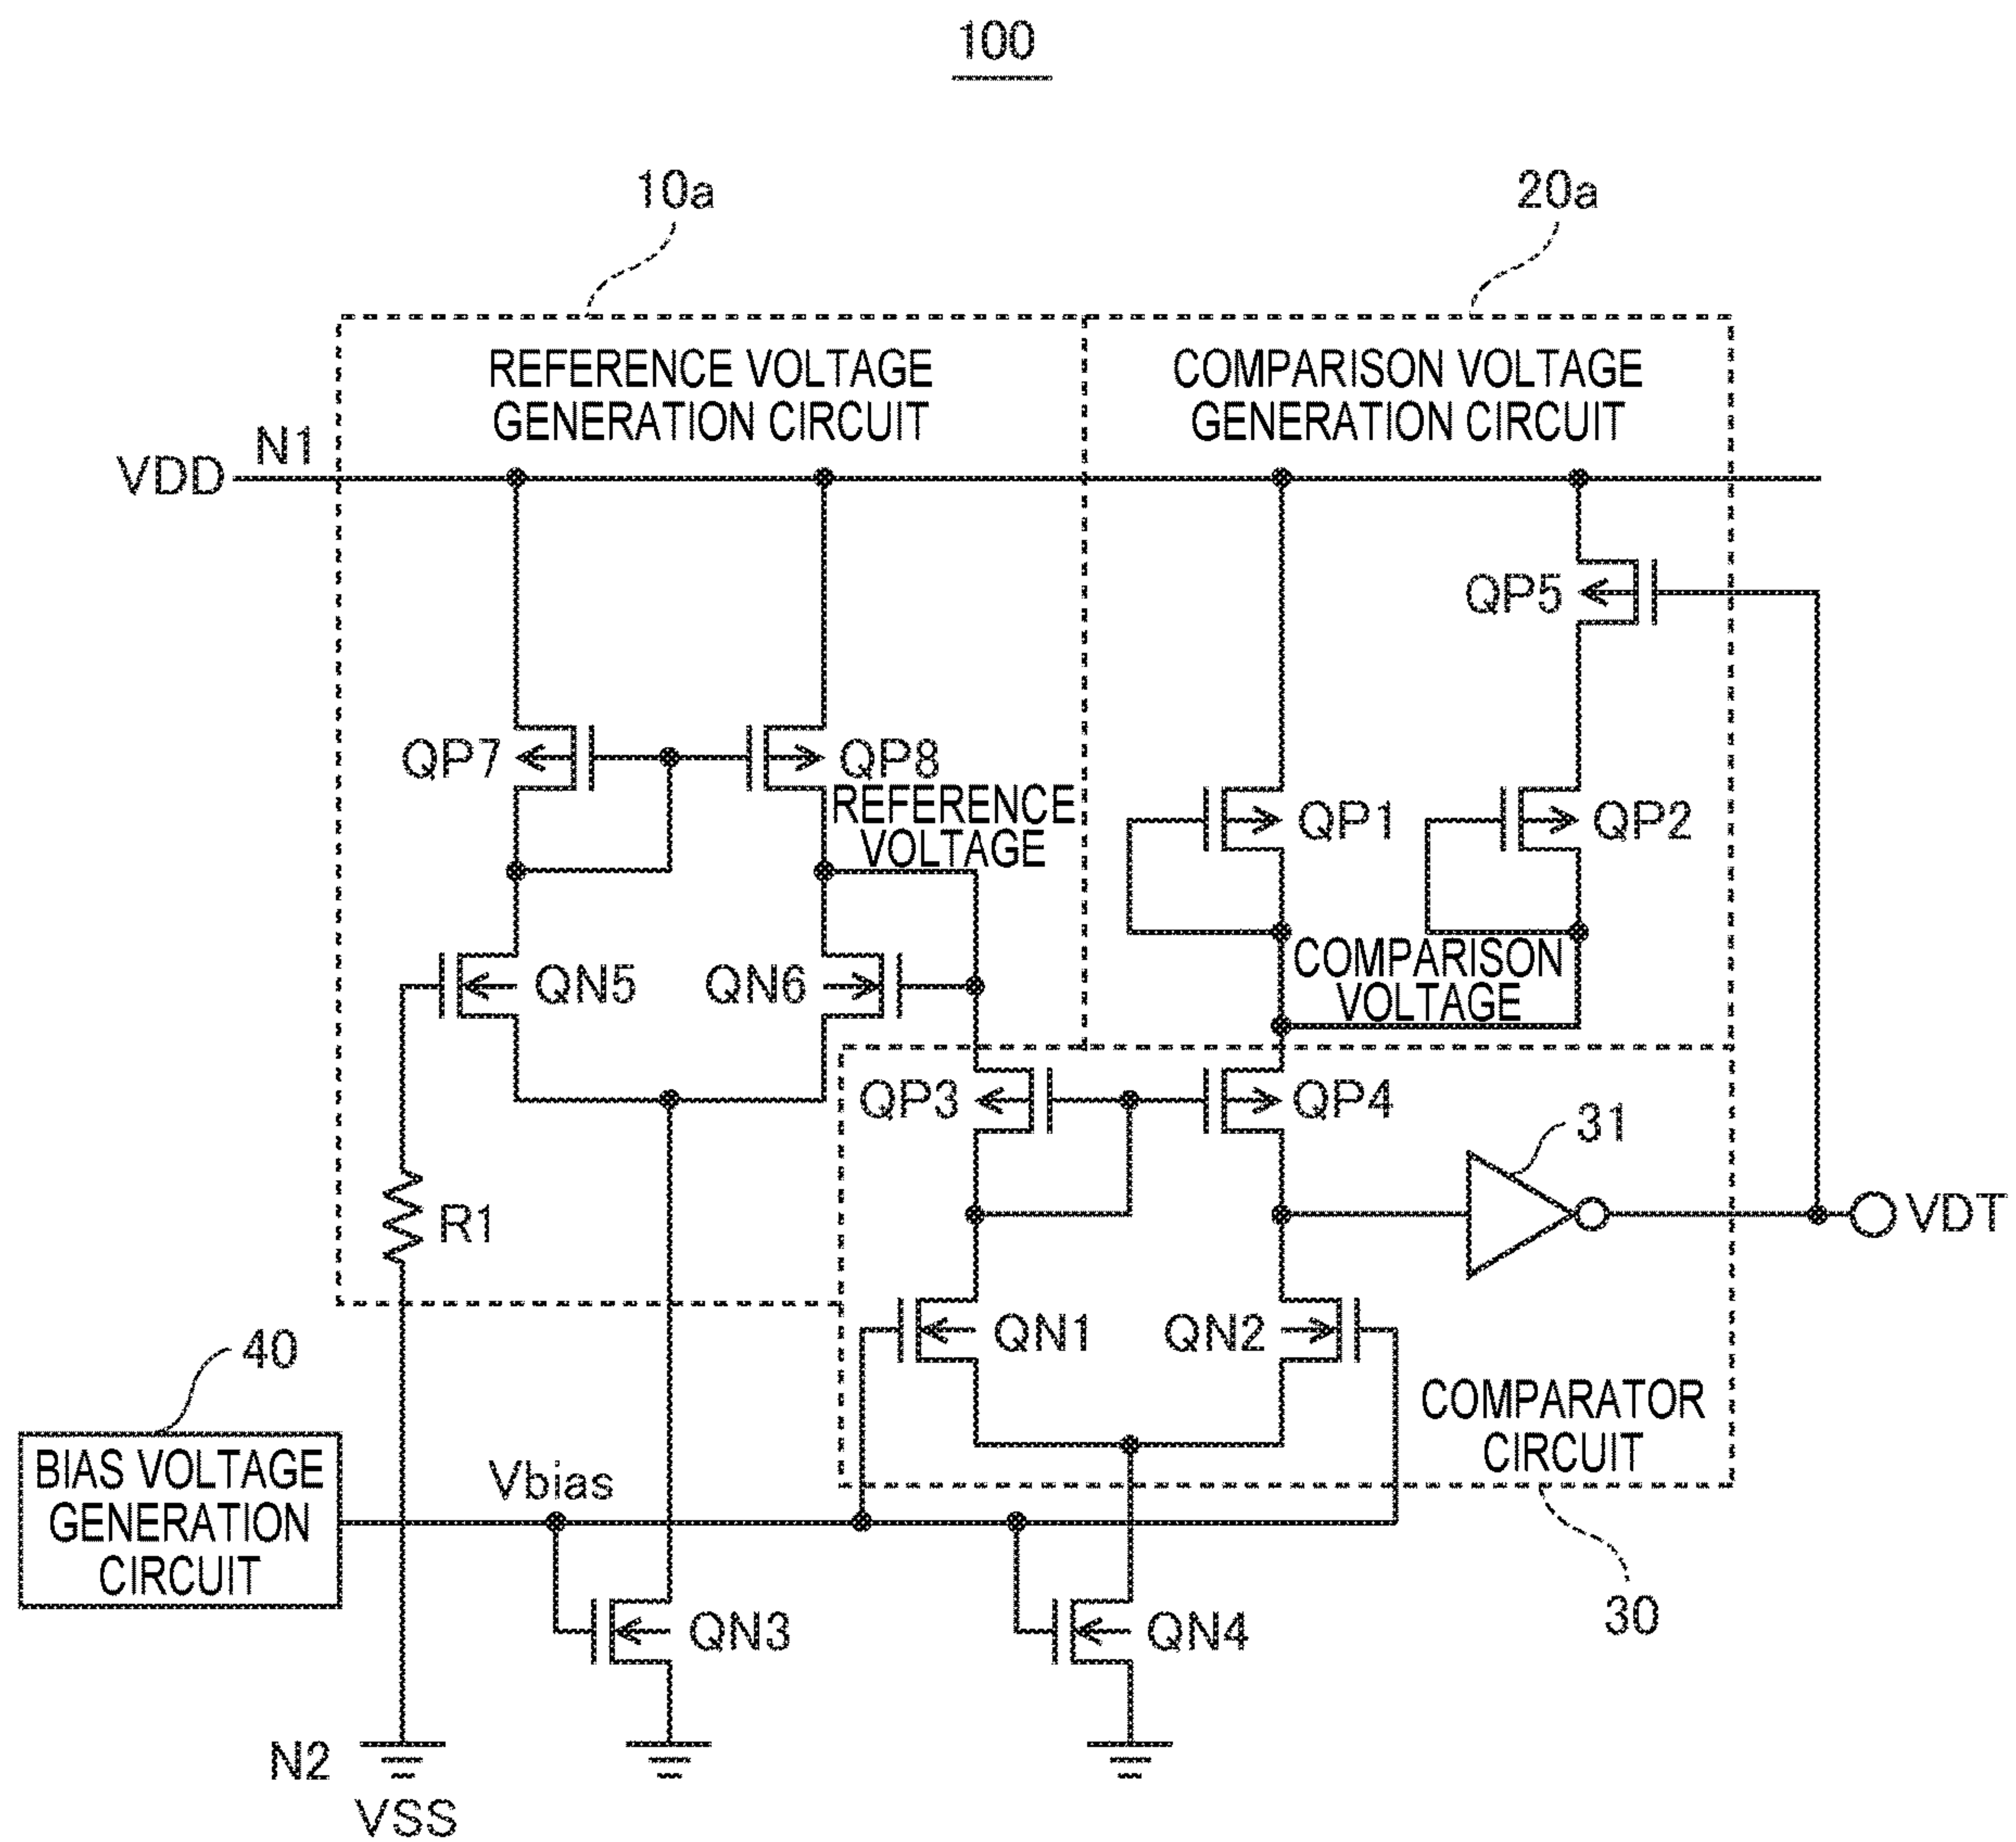 100
10a
20a
REFERENCE VOLTAGE
GENERATION CIRCUIT
COMPARISON VOLTAGE
GENERATION CIRCUIT
N1
VDD
QP5
QP7
QP8
REFERENCE
VOLTAGE
QP1
QP2
QN5
QN6
COMPARISON
VOLTAGE
QP3
QP4
31
R1
VDT
QN1
QN2
40
COMPARATOR
CIRCUIT
BIAS VOLTAGE
GENERATION
CIRCUIT
Vbias
QN3
QN4
30
N2
VSS